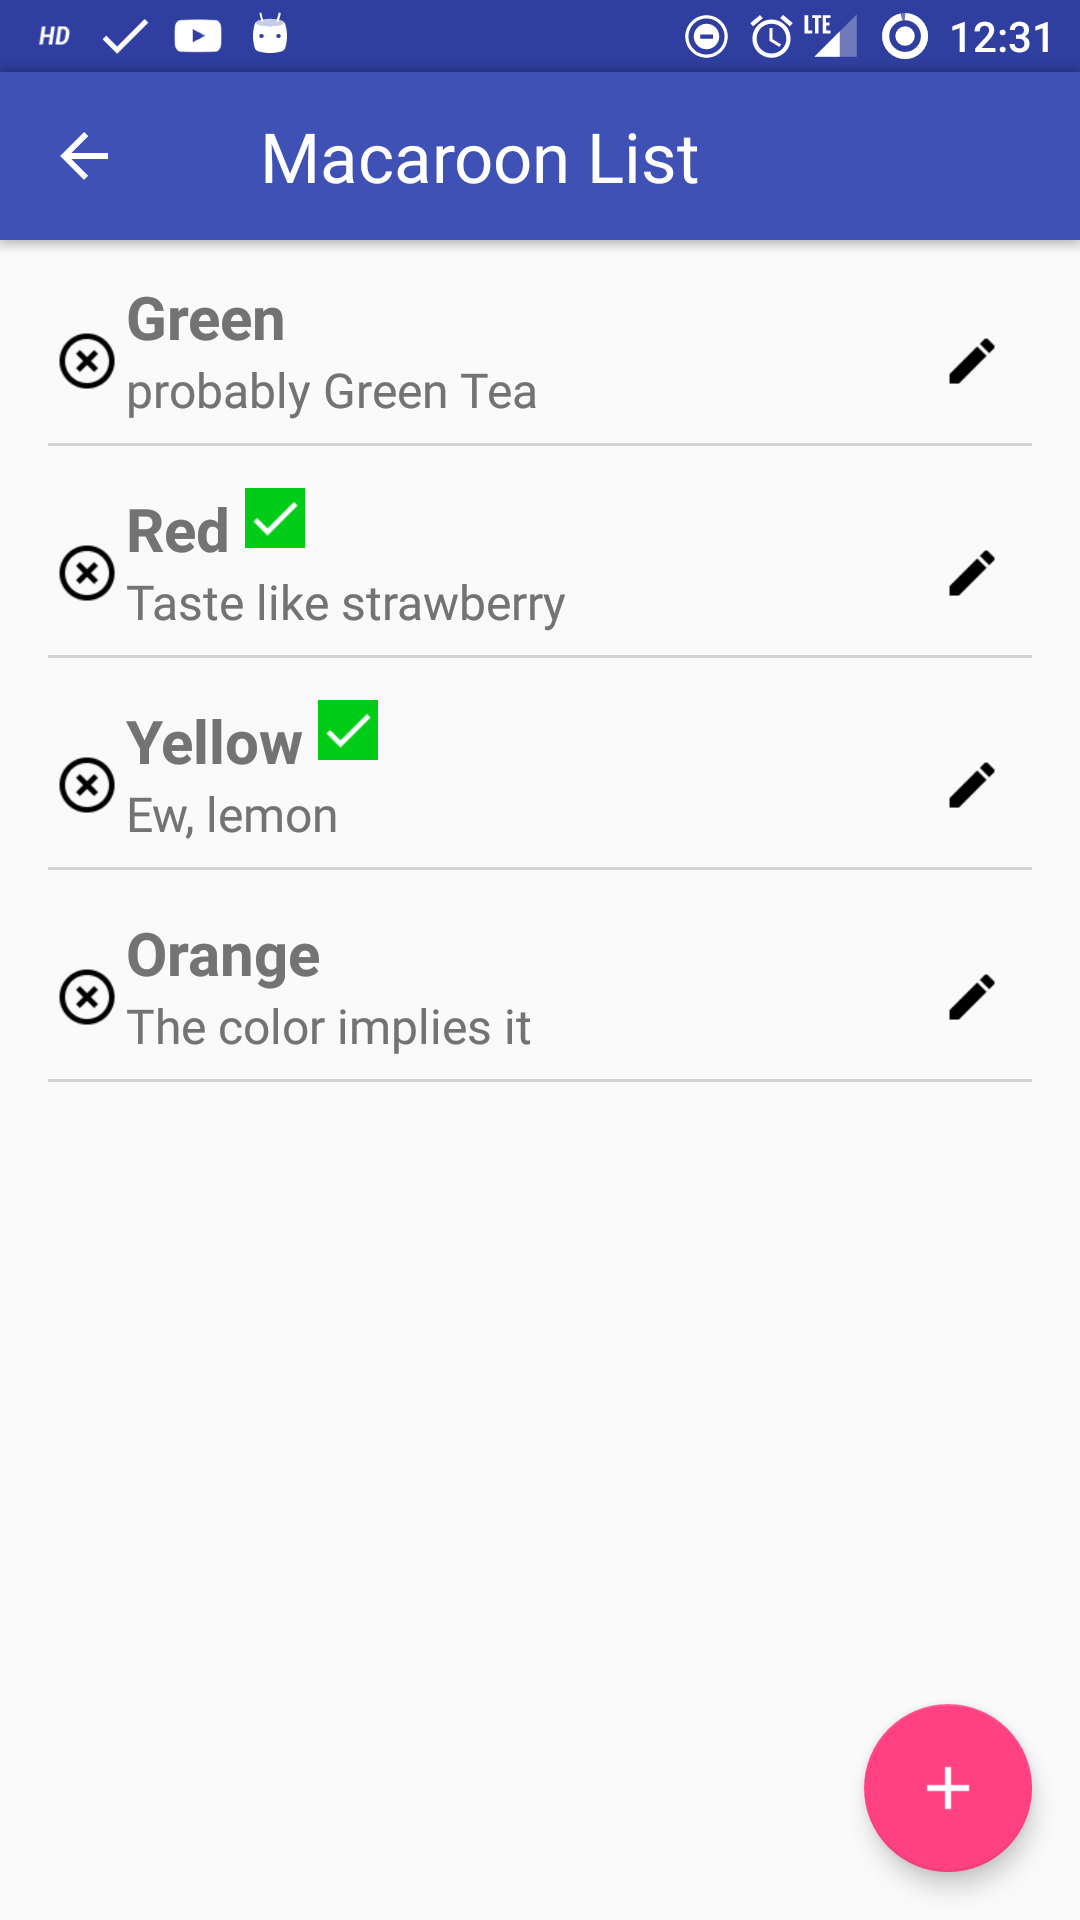 HD LTE 12:31
Macaroon List
Green
probably Green Tea
Red
Taste like strawberry
Yellow
Ew, lemon
Orange
The color implies it